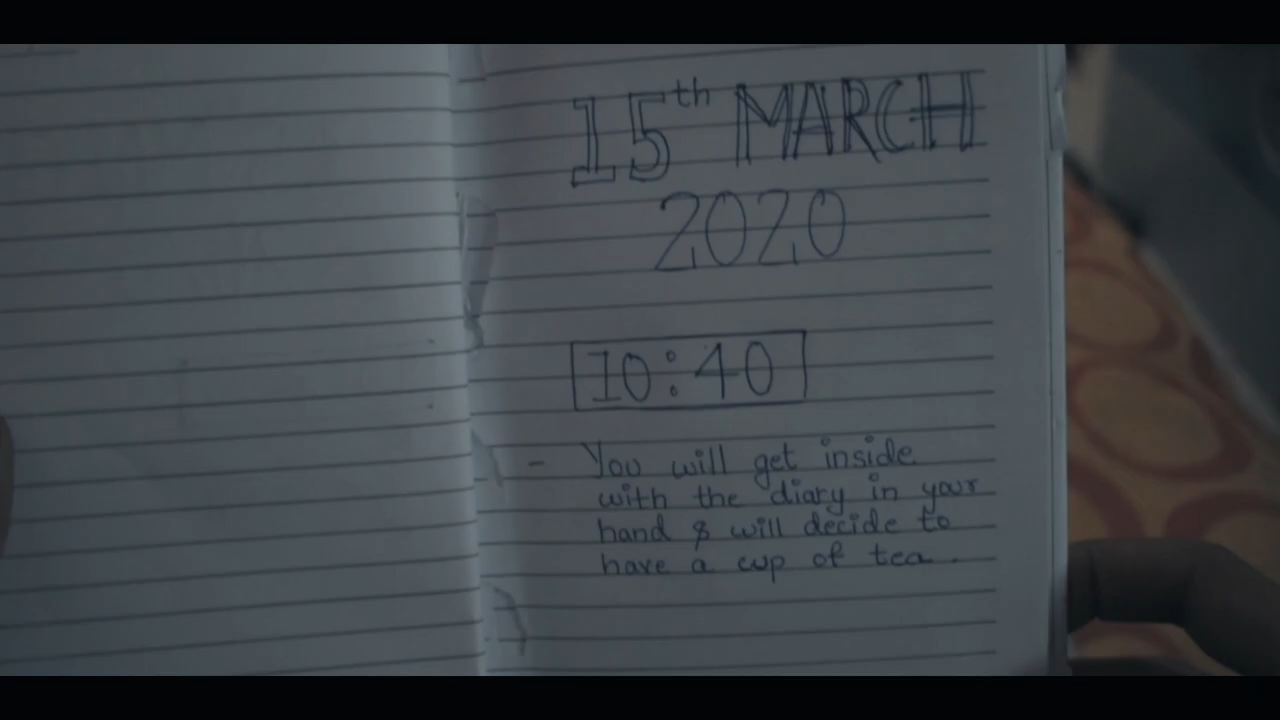 15th MARCH
2020
10:40
- You will get inside
with the diary in your
hand & will decide to
have a cup of tea.